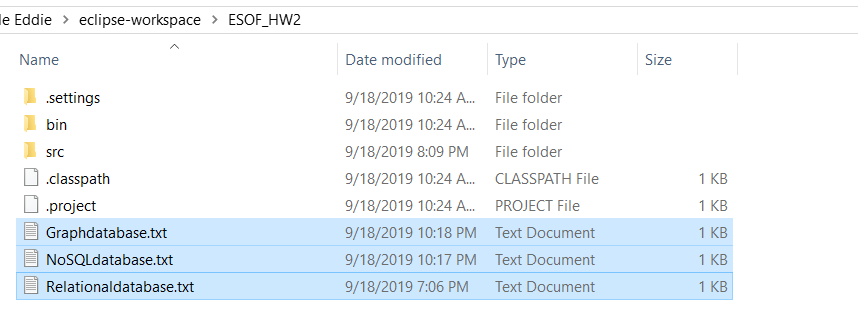 le Eddie > eclipse-workspace > ESOF_HW2
Name Date modified Type Size
.settings 9/18/2019 10:24 A... File folder
bin 9/18/2019 10:24 A... File folder
src 9/18/2019 8:09 PM File folder
.classpath 9/18/2019 10:24 A... CLASSPATH File 1 KB
.project 9/18/2019 10:24 A... PROJECT File 1 KB
Graphdatabase.txt 9/18/2019 10:18 PM Text Document 1 KB
NoSQLdatabase.txt 9/18/2019 10:17 PM Text Document 1 KB
Relationaldatabase.txt 9/18/2019 7:06 PM Text Document 1 KB